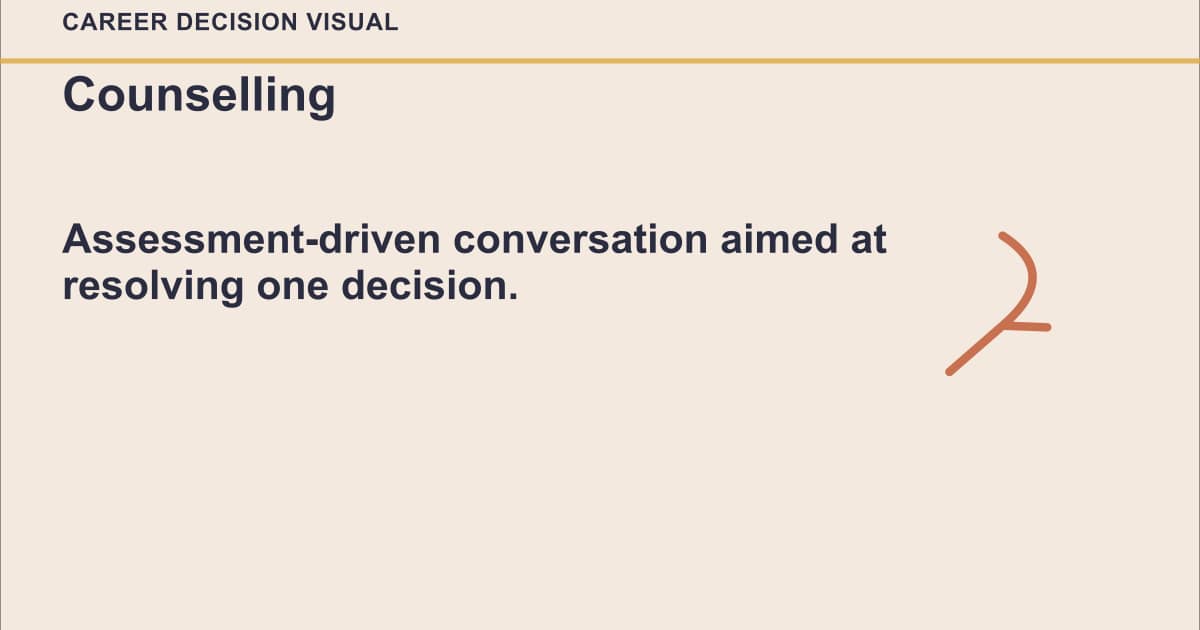 CAREER DECISION VISUAL
Counselling
Assessment-driven conversation aimed at
resolving one decision.